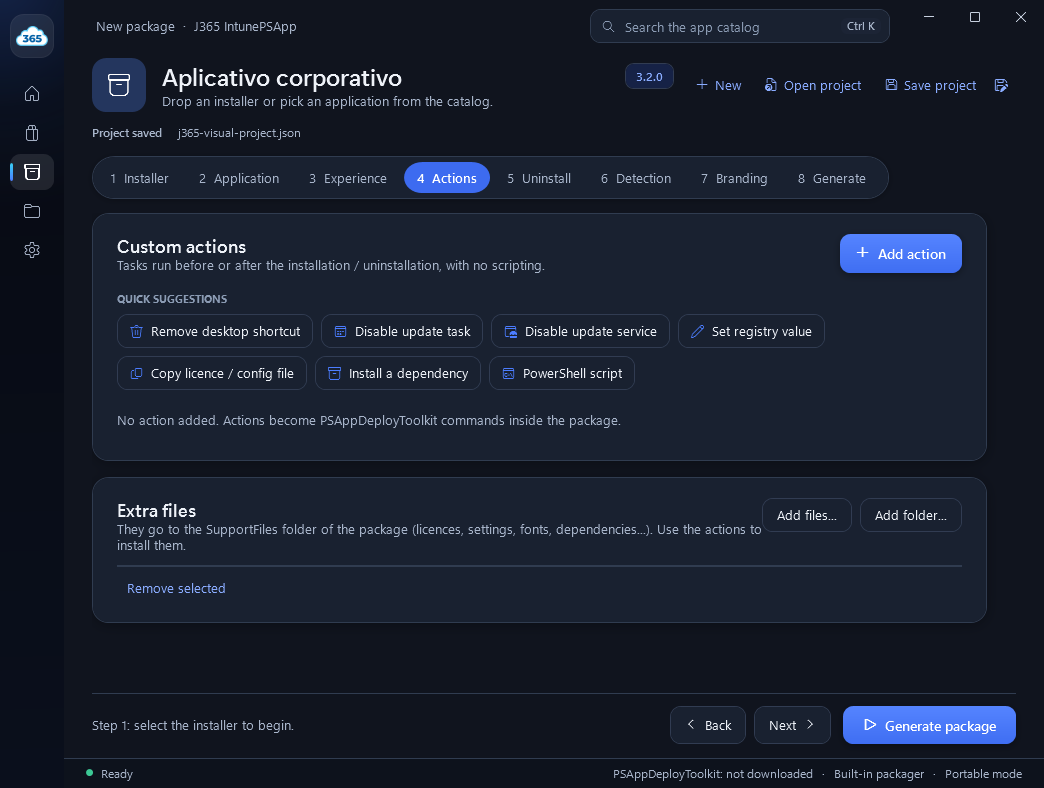 New package · J365 IntunePSApp
Search the app catalog Ctrl K
365
Aplicativo corporativo
Drop an installer or pick an application from the catalog.
3.2.0
New
Open project
Save project
Project saved j365-visual-project.json
1 Installer 2 Application 3 Experience 4 Actions 5 Uninstall 6 Detection 7 Branding 8 Generate
Custom actions
Tasks run before or after the installation / uninstallation, with no scripting.
Add action
QUICK SUGGESTIONS
Remove desktop shortcut Disable update task Disable update service Set registry value
Copy licence / config file Install a dependency PowerShell script
No action added. Actions become PSAppDeployToolkit commands inside the package.
Extra files
They go to the SupportFiles folder of the package (licences, settings, fonts, dependencies...). Use the actions to
install them.
Add files... Add folder...
Remove selected
Step 1: select the installer to begin.
Back Next Generate package
Ready
PSAppDeployToolkit: not downloaded · Built-in packager · Portable mode